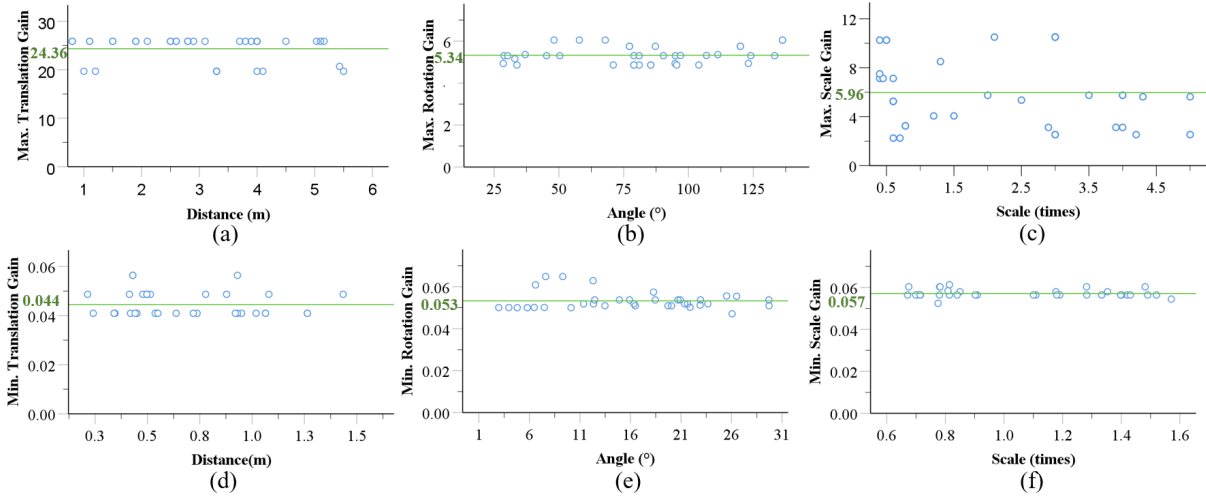 Max. Translation Gain
30
24.36
20
10
0
1 2 3 4 5 6
Distance (m)
(a)
Max. Rotation Gain
6
5.34
4
2
0
25 50 75 100 125
Angle (°)
(b)
Max. Scale Gain
12
8
5.96
4
0
0.5 1.5 2.5 3.5 4.5
Scale (times)
(c)
Min. Translation Gain
0.06
0.044
0.04
0.02
0.00
0.3 0.5 0.8 1.0 1.3 1.5
Distance(m)
(d)
Min. Rotation Gain
0.06
0.053
0.04
0.02
0.00
1 6 11 16 21 26 31
Angle (°)
(e)
Min. Scale Gain
0.06
0.057
0.04
0.02
0.00
0.6 0.8 1.0 1.2 1.4 1.6
Scale (times)
(f)